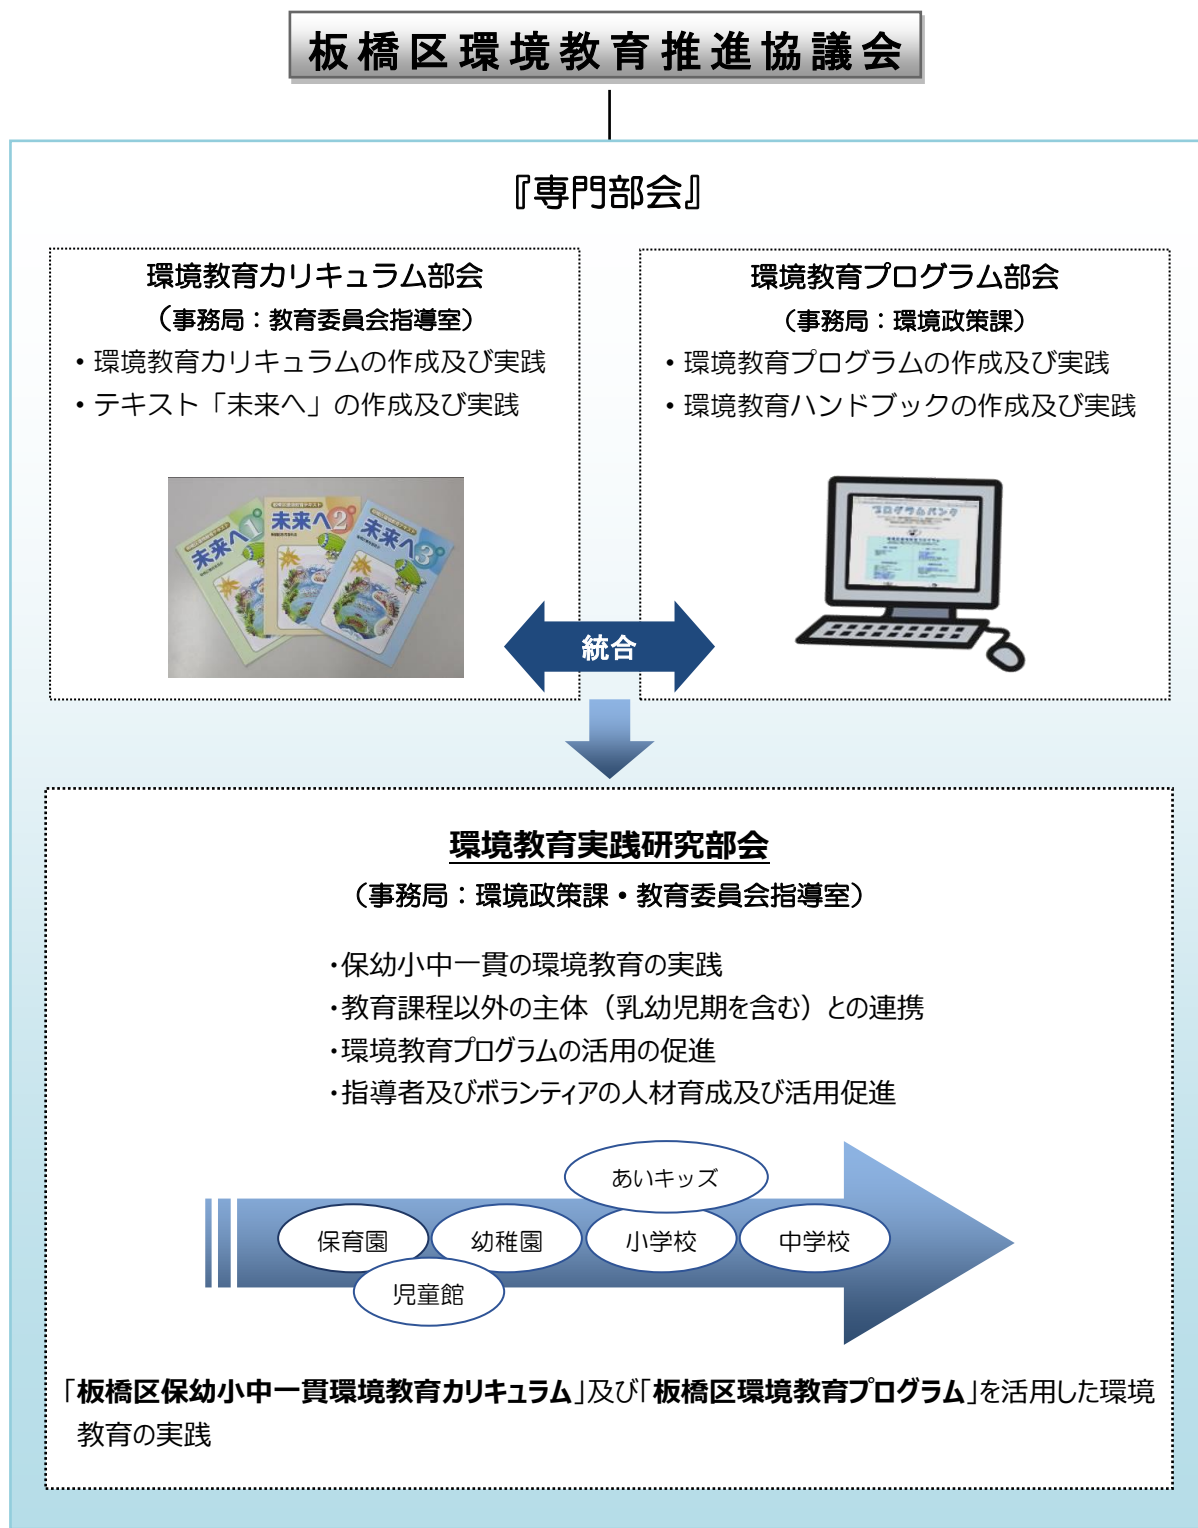 板橋区環境教育推進協議会
『専門部会』
環境教育カリキュラム部会
（事務局：教育委員会指導室）
・環境教育カリキュラムの作成及び実践
・テキスト「未来へ」の作成及び実践
未来へ1
未来へ2
未来へ3
環境教育プログラム部会
（事務局：環境政策課）
・環境教育プログラムの作成及び実践
・環境教育ハンドブックの作成及び実践
プログラムバンク
統合
環境教育実践研究部会
（事務局：環境政策課・教育委員会指導室）
・保幼小中一貫の環境教育の実践
・教育課程以外の主体（乳幼児期を含む）との連携
・環境教育プログラムの活用の促進
・指導者及びボランティアの人材育成及び活用促進
あいキッズ
保育園
幼稚園
小学校
中学校
児童館
「板橋区保幼小中一貫環境教育カリキュラム」及び「板橋区環境教育プログラム」を活用した環境
教育の実践